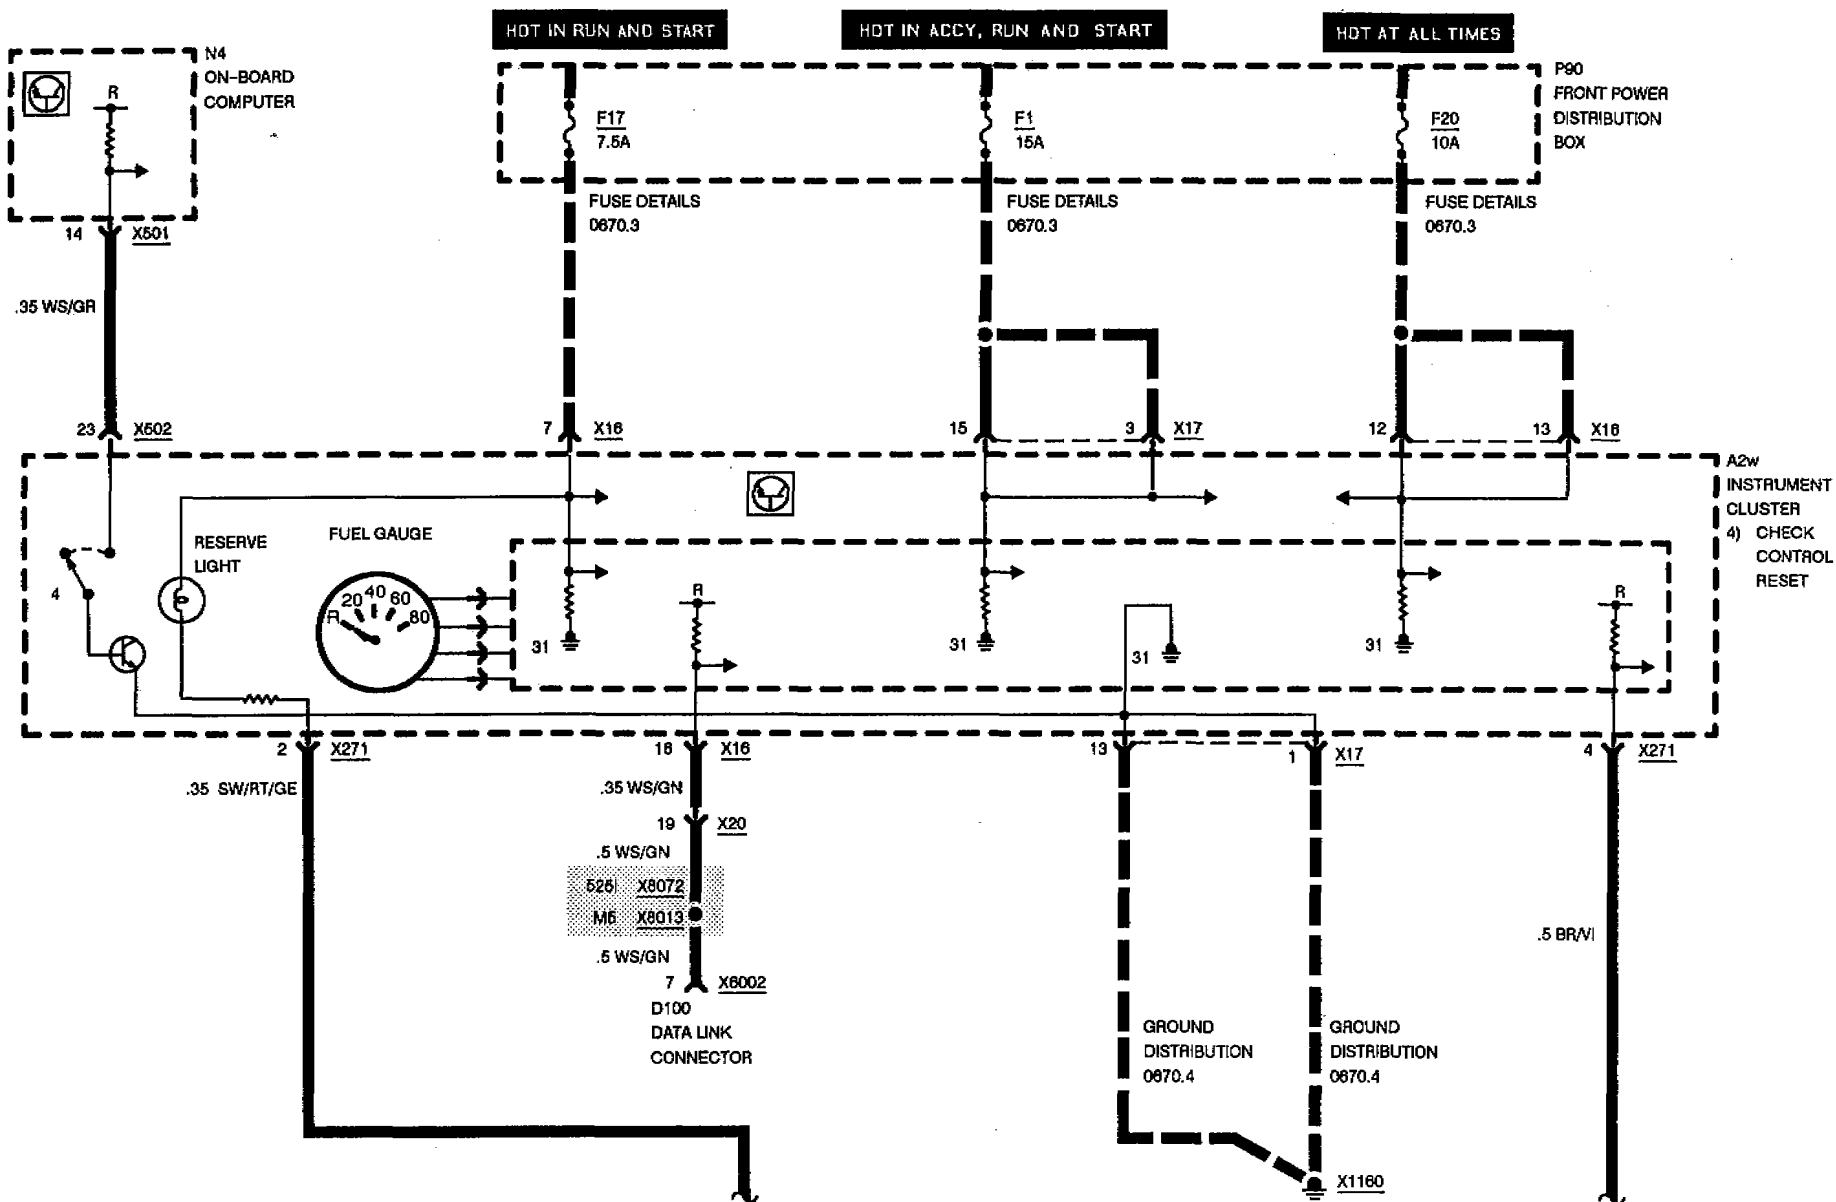 HOT IN RUN AND START
HOT IN ACCY, RUN AND START
HOT AT ALL TIMES
N4
ON-BOARD
COMPUTER
R
F17
7.5A
F1
15A
F20
10A
P90
FRONT POWER
DISTRIBUTION
BOX
FUSE DETAILS
0670.3
FUSE DETAILS
0670.3
FUSE DETAILS
0670.3
14 X501
.35 WS/GR
23 X502
7 X16
15 3 X17
12 13 X16
A2w
INSTRUMENT
CLUSTER
4) CHECK
CONTROL
RESET
RESERVE
LIGHT
FUEL GAUGE
4
R 20 40 60 80
31
R
31
31
31
R
2 X271
18 X16
13 1 X17
4 X271
.35 SW/RT/GE
.35 WS/GN
19 X20
.5 WS/GN
525i X8072
M5 X8013
.5 WS/GN
7 X6002
D100
DATA LINK
CONNECTOR
.5 BR/VI
GROUND
DISTRIBUTION
0670.4
GROUND
DISTRIBUTION
0670.4
X1160